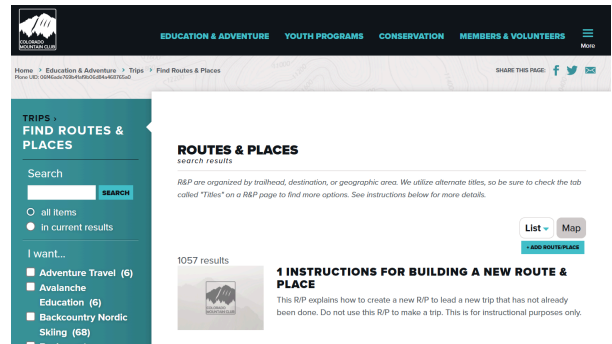 COLORADO
MOUNTAIN CLUB
EDUCATION & ADVENTURE YOUTH PROGRAMS CONSERVATION MEMBERS & VOLUNTEERS
More
Home > Education & Adventure > Trips > Find Routes & Places
SHARE THIS PAGE:
TRIPS ›
FIND ROUTES &
PLACES
Search
SEARCH
all items
in current results
I want...
Adventure Travel (6)
Avalanche
Education (6)
Backcountry Nordic
Skiing (68)
ROUTES & PLACES
search results
R&P are organized by trailhead, destination, or geographic area. We utilize alternate titles, so be sure to check the tab
called "Titles" on a R&P page to find more options. See instructions below for more details.
List Map
+ ADD ROUTE/PLACE
1057 results
COLORADO
MOUNTAIN CLUB
1 INSTRUCTIONS FOR BUILDING A NEW ROUTE &
PLACE
This R/P explains how to create a new R/P to lead a new trip that has not already
been done. Do not use this R/P to make a trip. This is for instructional purposes only.